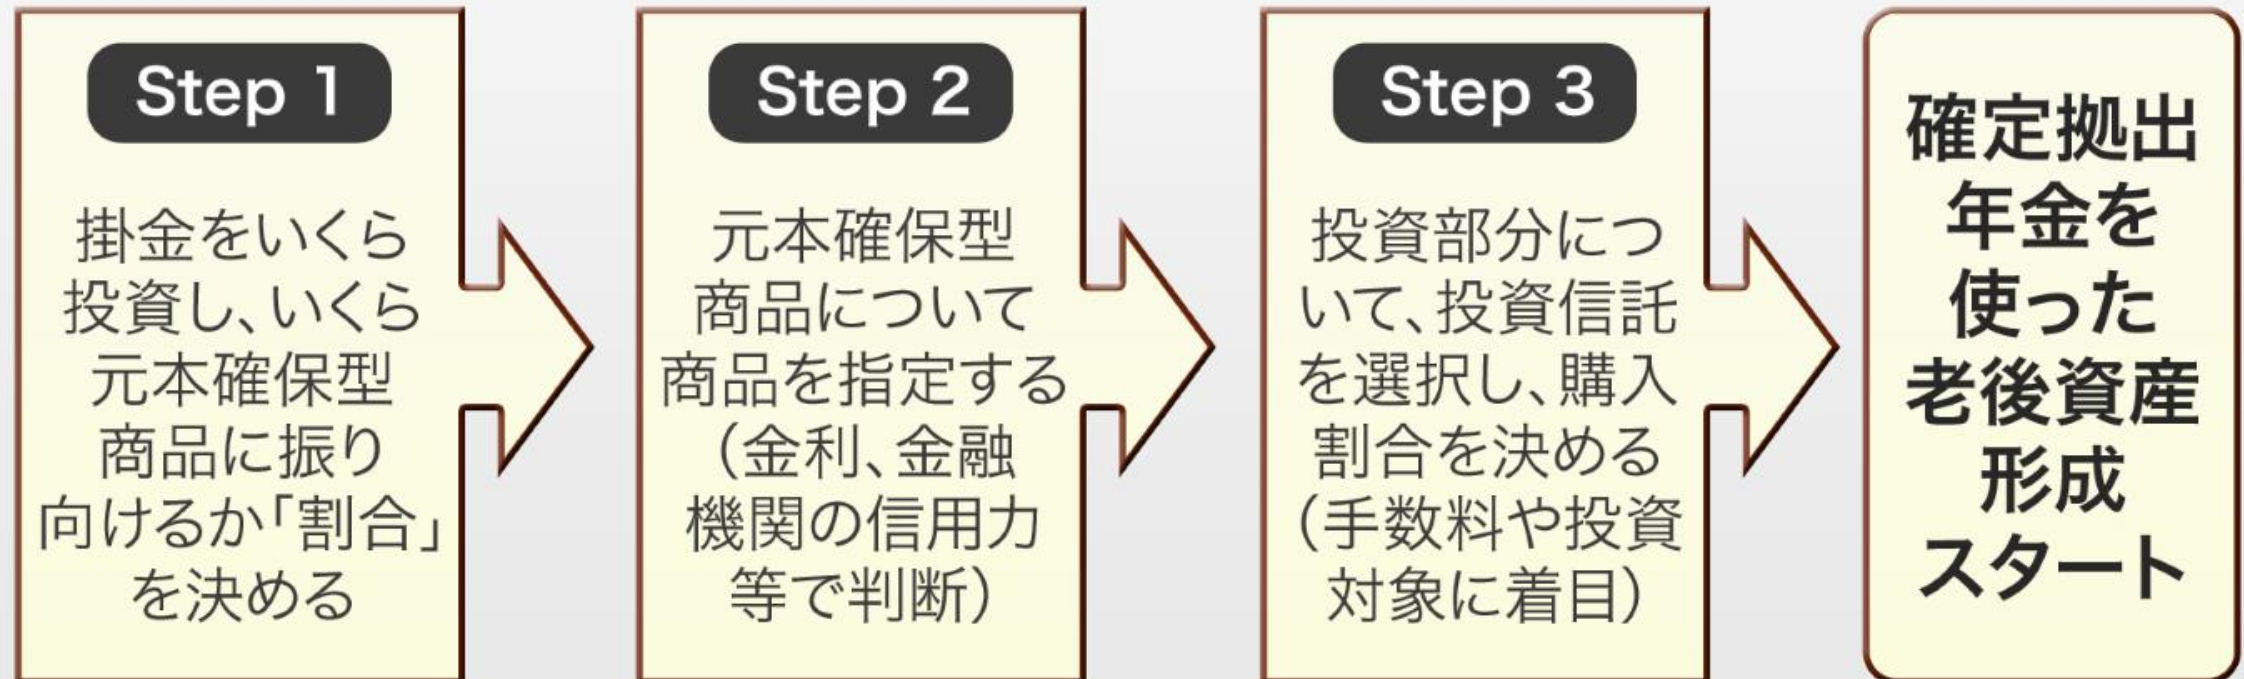 Step 1
掛金をいくら
投資し、いくら
元本確保型
商品に振り
向けるか「割合」
を決める
Step 2
元本確保型
商品について
商品を指定する
（金利、金融
機関の信用力
等で判断）
Step 3
投資部分につ
いて、投資信託
を選択し、購入
割合を決める
（手数料や投資
対象に着目）
確定拠出
年金を
使った
老後資産
形成
スタート